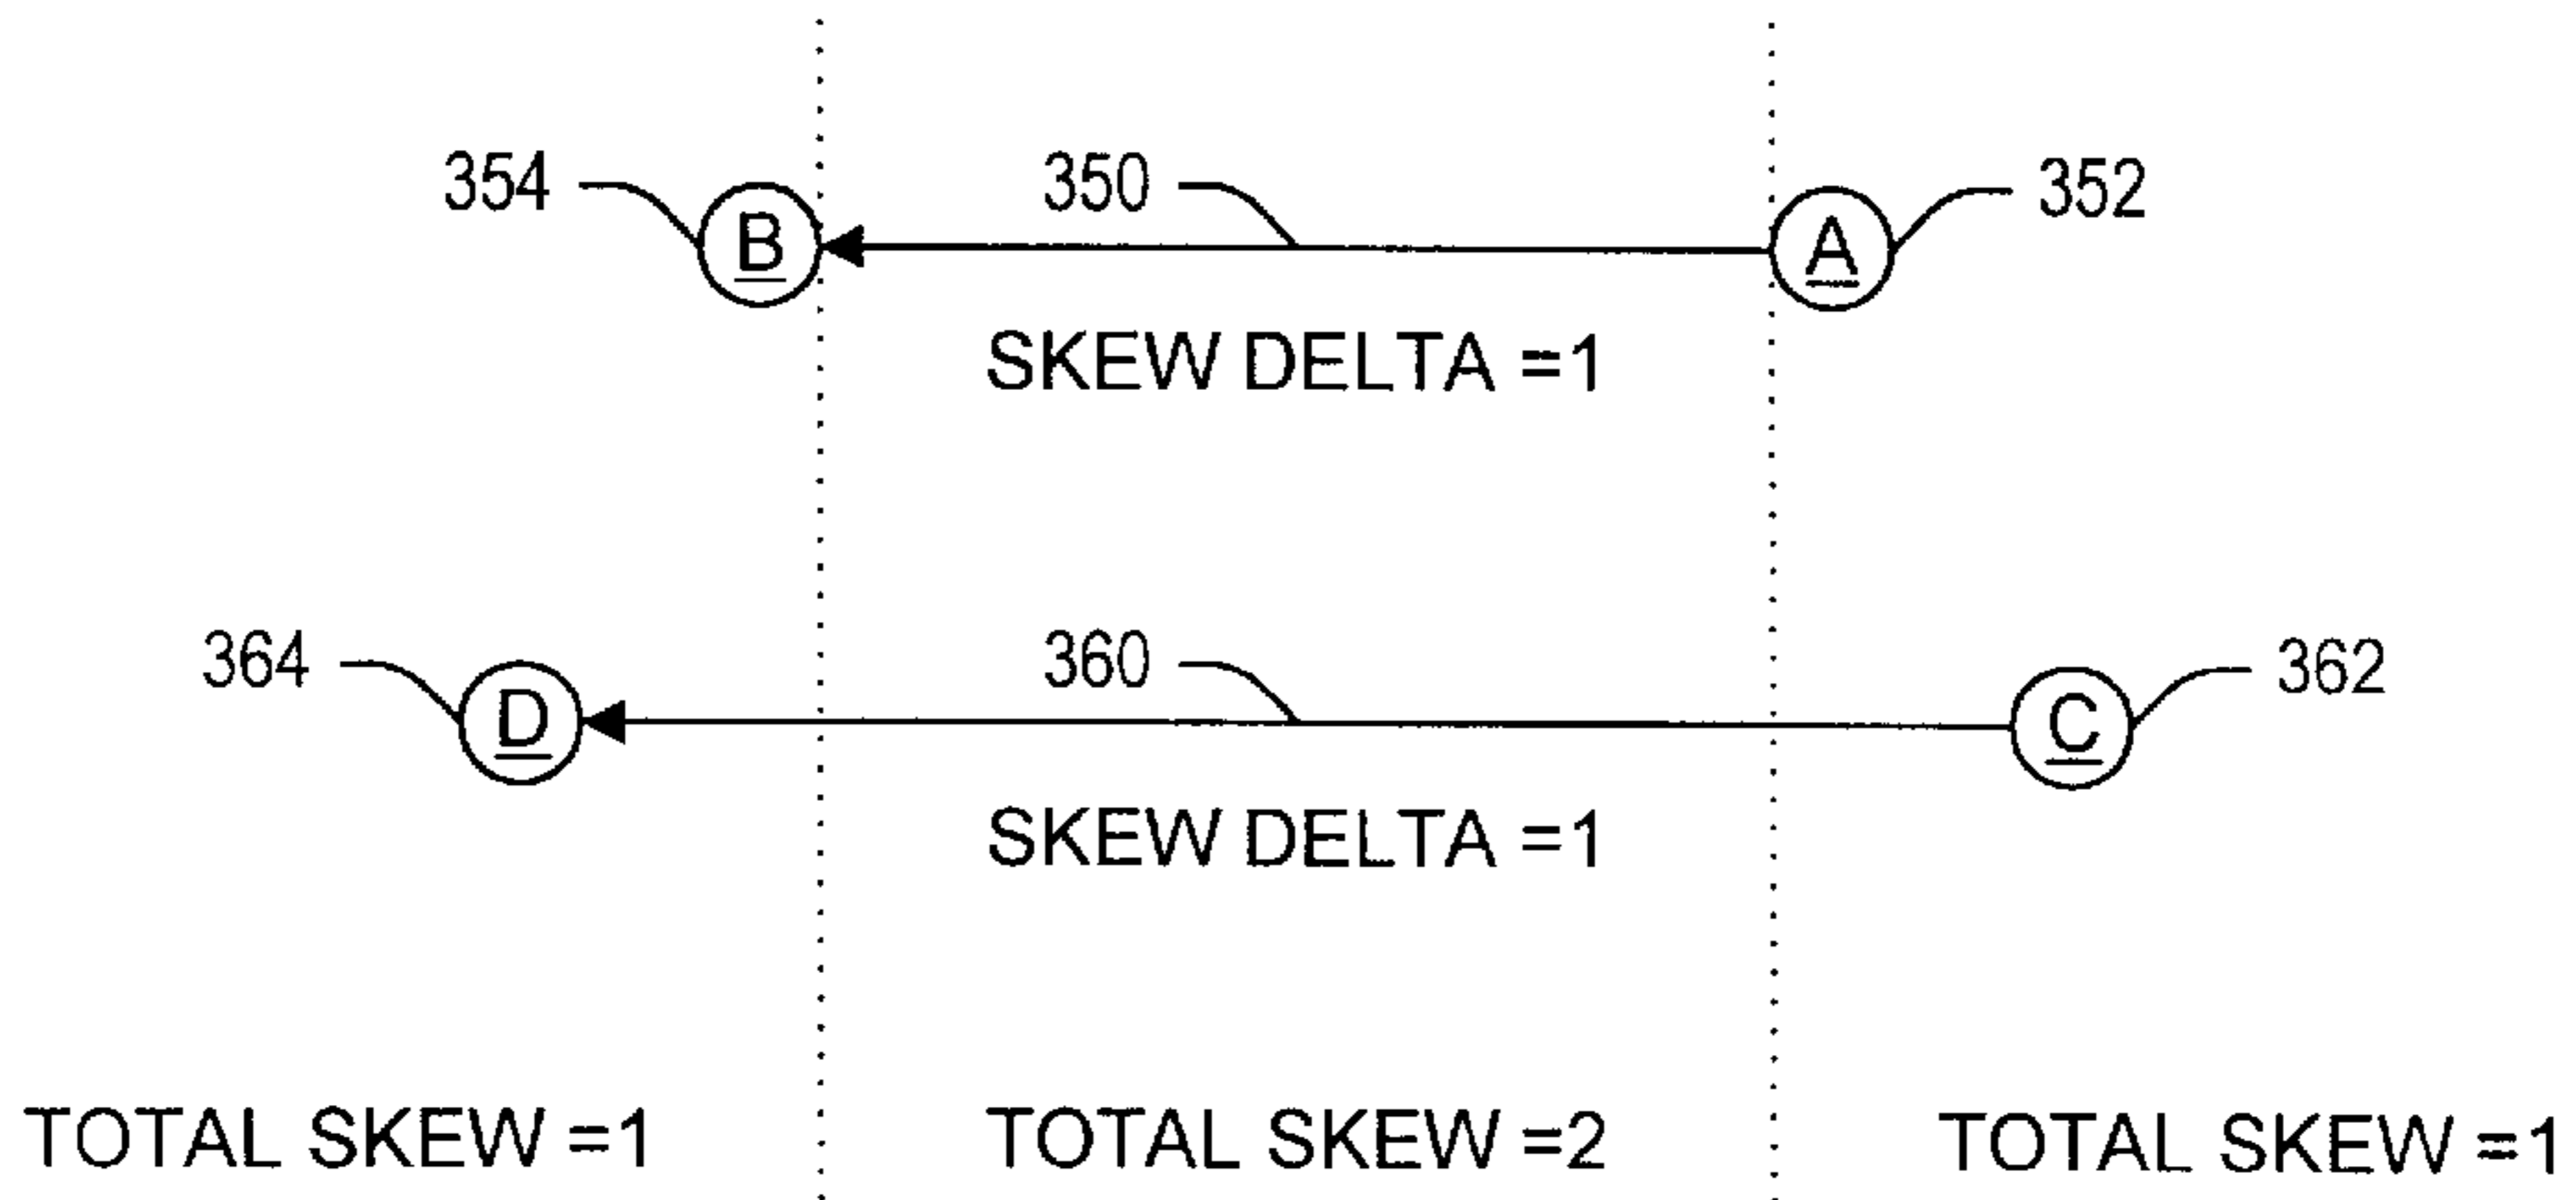 354
B
350
A
352
SKEW DELTA =1
364
D
360
C
362
SKEW DELTA =1
TOTAL SKEW =1
TOTAL SKEW =2
TOTAL SKEW =1